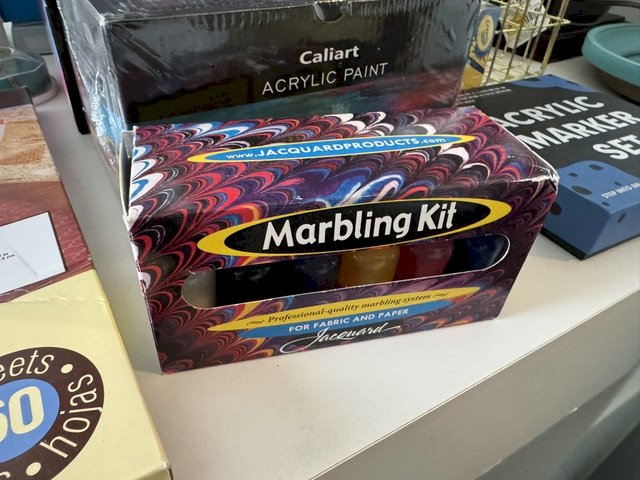 Caliart
ACRYLIC PAINT
www.JACQUARDPRODUCTS.com
Marbling Kit
Professional-quality marbling system
FOR FABRIC AND PAPER
Jacquard
ACRYLIC
MARKER
SET
60
hojas